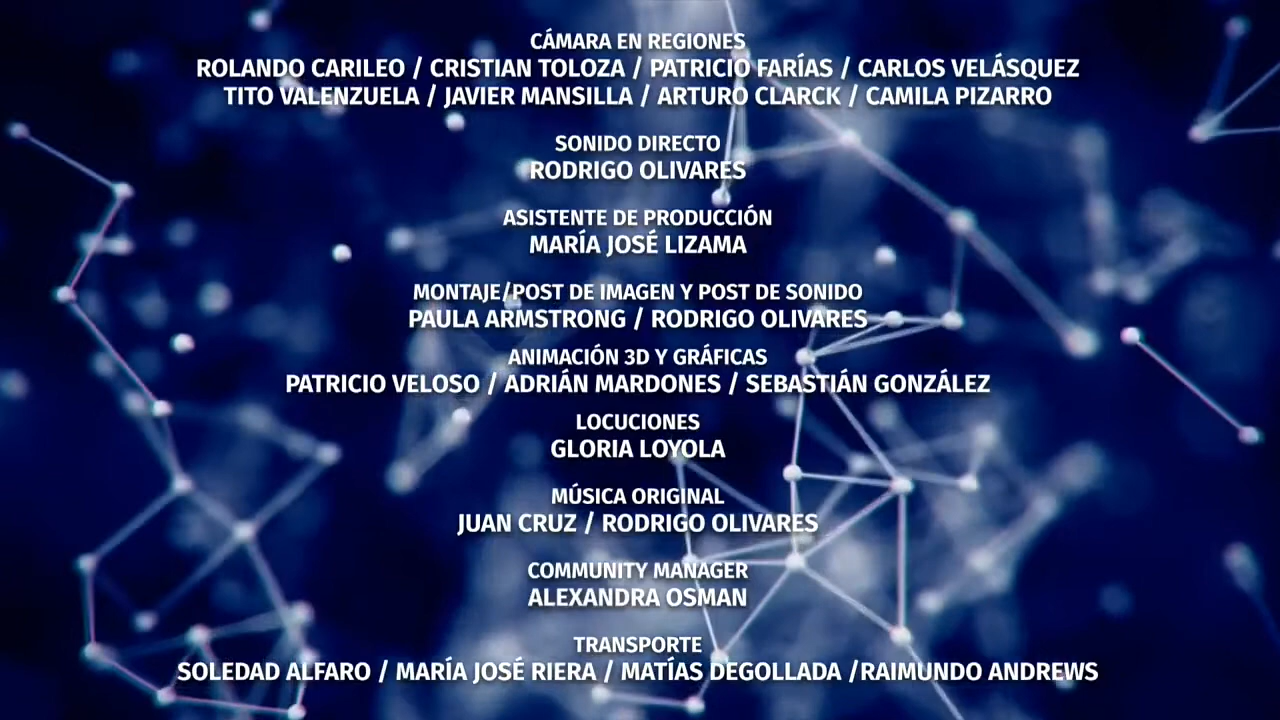 CÁMARA EN REGIONES
ROLANDO CARILEO / CRISTIAN TOLOZA / PATRICIO FARÍAS / CARLOS VELÁSQUEZ
TITO VALENZUELA / JAVIER MANSILLA / ARTURO CLARCK / CAMILA PIZARRO
SONIDO DIRECTO
RODRIGO OLIVARES
ASISTENTE DE PRODUCCIÓN
MARÍA JOSÉ LIZAMA
MONTAJE/POST DE IMAGEN Y POST DE SONIDO
PAULA ARMSTRONG / RODRIGO OLIVARES
ANIMACIÓN 3D Y GRÁFICAS
PATRICIO VELOSO / ADRIÁN MARDONES / SEBASTIÁN GONZÁLEZ
LOCUCIONES
GLORIA LOYOLA
MÚSICA ORIGINAL
JUAN CRUZ / RODRIGO OLIVARES
COMMUNITY MANAGER
ALEXANDRA OSMAN
TRANSPORTE
SOLEDAD ALFARO / MARÍA JOSÉ RIERA / MATÍAS DEGOLLADA /RAIMUNDO ANDREWS